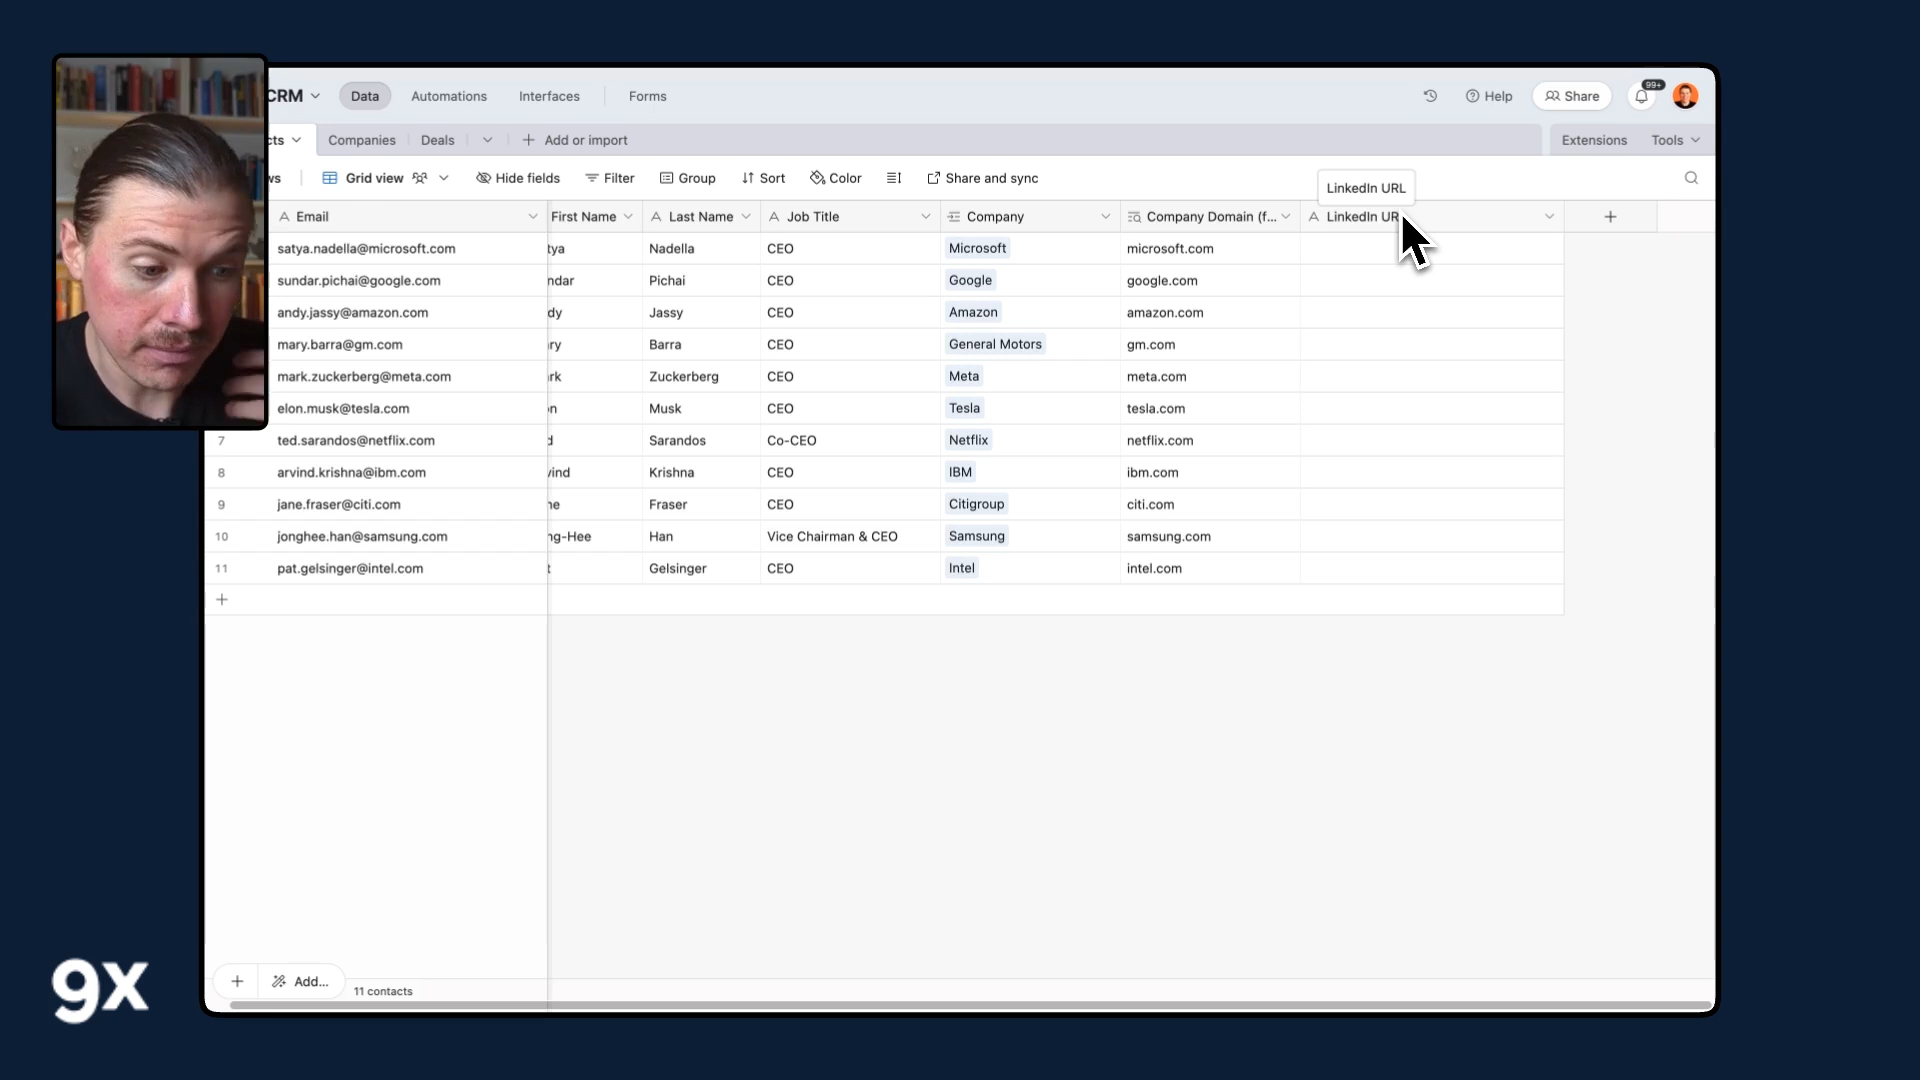 CRM Data Automations Interfaces Forms Help Share 99+
cts Companies Deals Add or import Extensions Tools
ws Grid view Hide fields Filter Group Sort Color Share and sync
LinkedIn URL
Email First Name Last Name Job Title Company Company Domain (f... LinkedIn UR
satya.nadella@microsoft.com tya Nadella CEO Microsoft microsoft.com
sundar.pichai@google.com ndar Pichai CEO Google google.com
andy.jassy@amazon.com dy Jassy CEO Amazon amazon.com
mary.barra@gm.com ry Barra CEO General Motors gm.com
mark.zuckerberg@meta.com rk Zuckerberg CEO Meta meta.com
elon.musk@tesla.com n Musk CEO Tesla tesla.com
7 ted.sarandos@netflix.com d Sarandos Co-CEO Netflix netflix.com
8 arvind.krishna@ibm.com vind Krishna CEO IBM ibm.com
9 jane.fraser@citi.com ne Fraser CEO Citigroup citi.com
10 jonghee.han@samsung.com ng-Hee Han Vice Chairman & CEO Samsung samsung.com
11 pat.gelsinger@intel.com t Gelsinger CEO Intel intel.com
Add... 11 contacts
9x